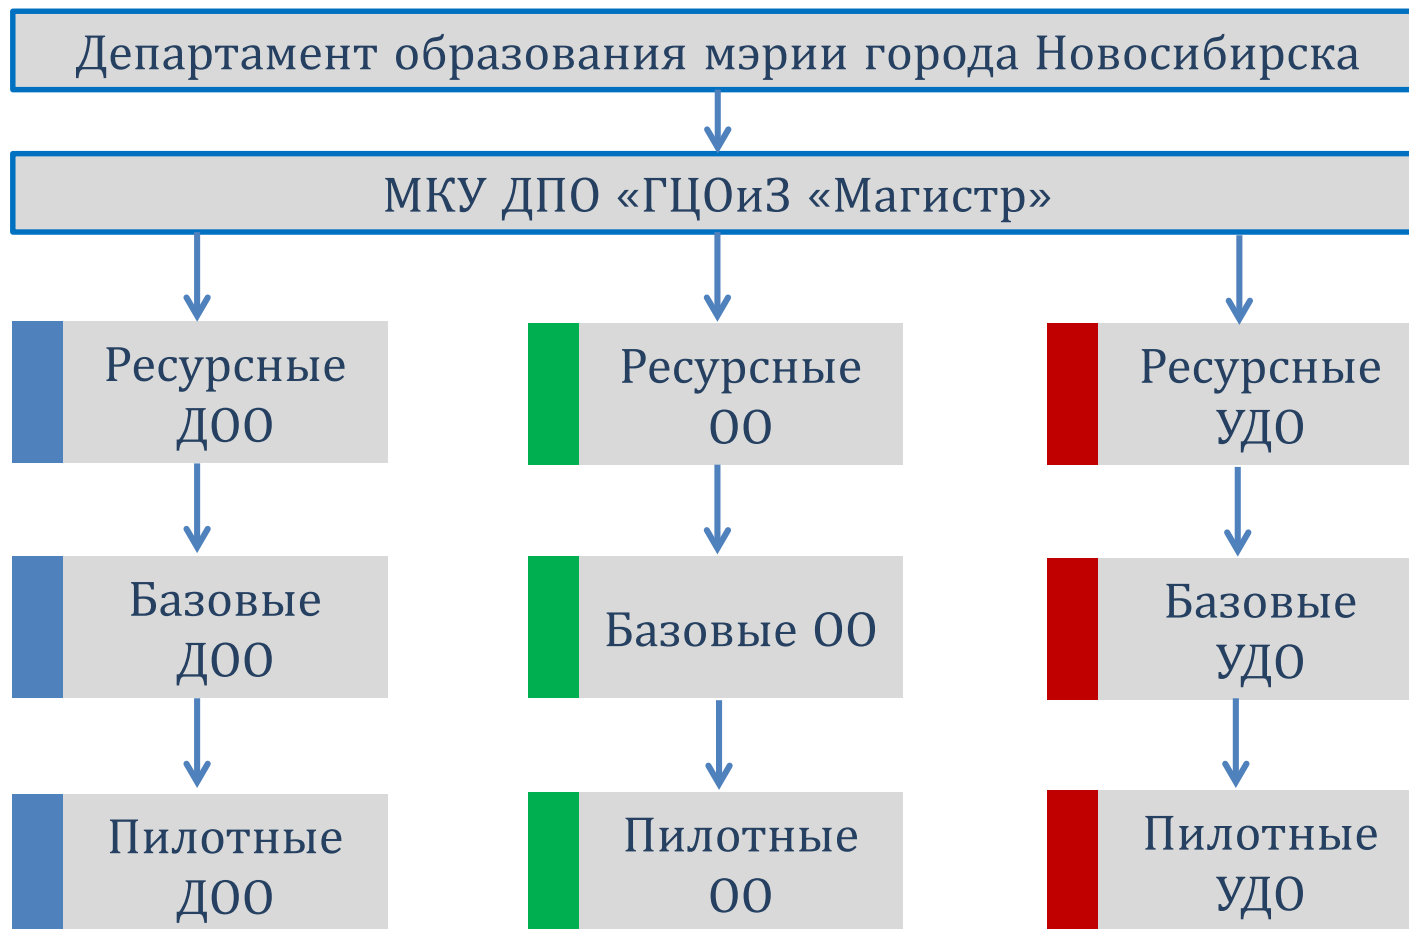 Департамент образования мэрии города Новосибирска
МКУ ДПО «ГЦОиЗ «Магистр»
Ресурсные
ДОО
Ресурсные
ОО
Ресурсные
УДО
Базовые
ДОО
Базовые ОО
Базовые
УДО
Пилотные
ДОО
Пилотные
ОО
Пилотные
УДО